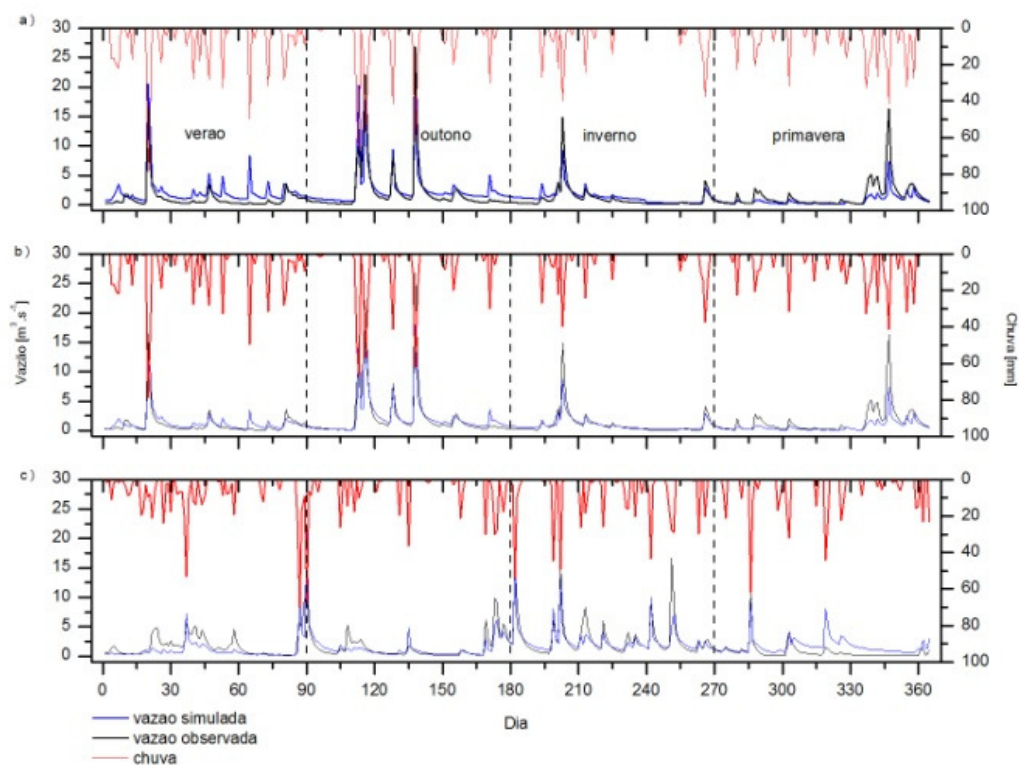 a)
30
25
20
15
10
5
0
0
20
40
60
80
100
verao
outono
inverno
primavera
b)
30
25
20
15
10
5
0
0
20
40
60
80
100
Vazão [m³.s⁻¹]
Chuva [mm]
c)
30
25
20
15
10
5
0
0
20
40
60
80
100
0 30 60 90 120 150 180 210 240 270 300 330 360
Dia
vazao simulada
vazao observada
chuva